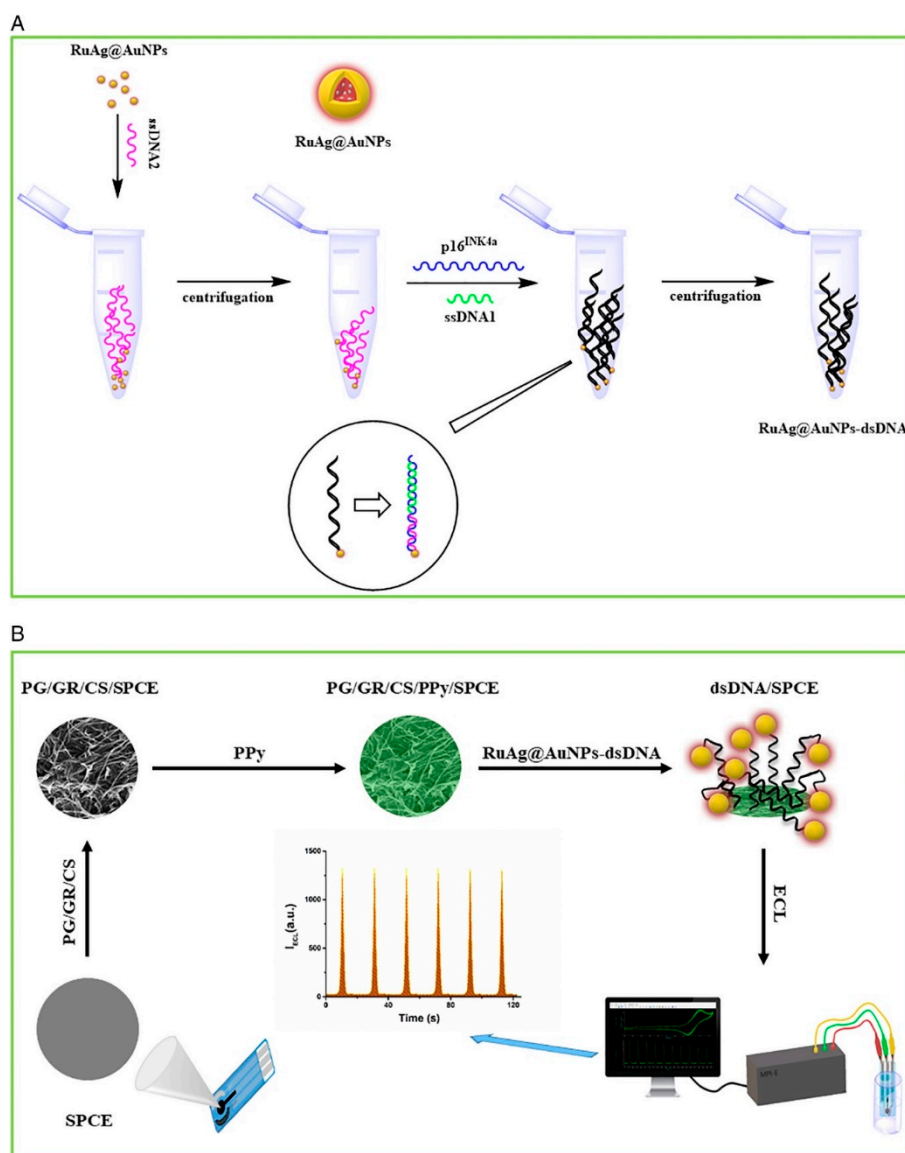 A
RuAg@AuNPs
ssDNA2
RuAg@AuNPs
centrifugation
p16INK4a
ssDNA1
centrifugation
RuAg@AuNPs-dsDNA
B
PG/GR/CS/SPCE
PPy
PG/GR/CS/PPy/SPCE
RuAg@AuNPs-dsDNA
dsDNA/SPCE
PG/GR/CS
ECL
IECL(a.u.)
1500
1000
500
0
0
40
80
120
Time (s)
SPCE
MPI-E